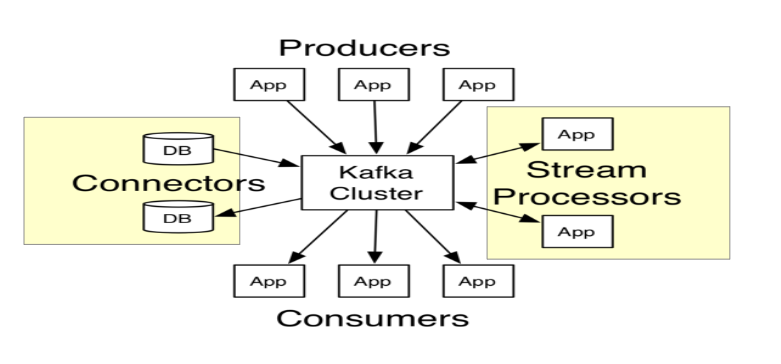 Producers
App
App
App
DB
Connectors
DB
Kafka
Cluster
App
Stream
Processors
App
App
App
App
Consumers